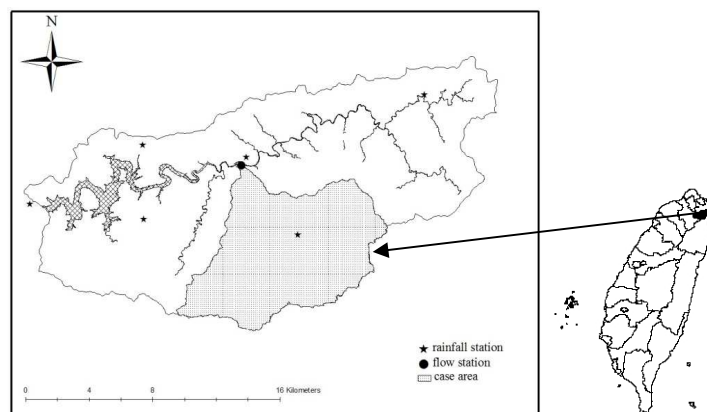 N
rainfall station
flow station
case area
0 4 8 16 Kilometers